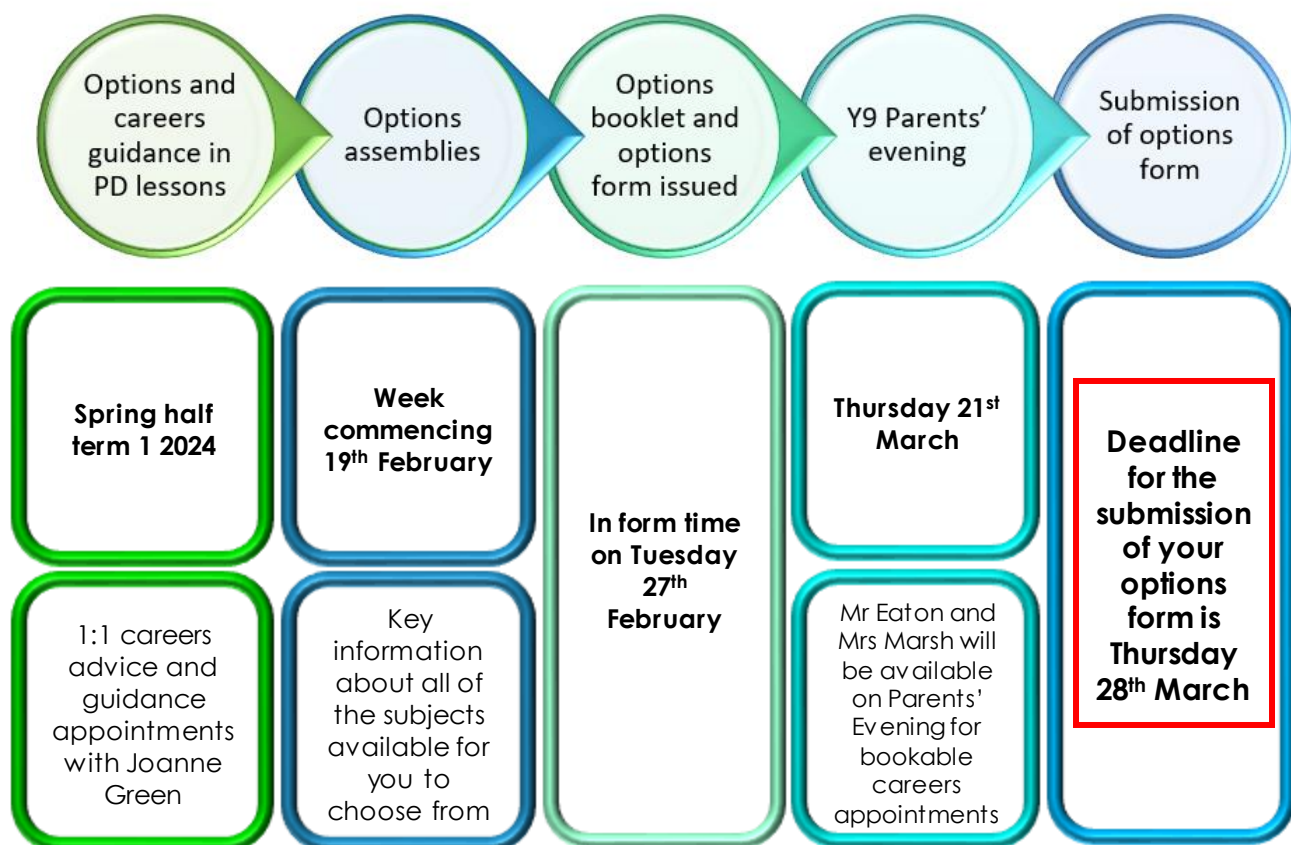 Options and
careers
guidance in
PD lessons
Options
assemblies
Options
booklet and
options
form issued
Y9 Parents’
evening
Submission
of options
form
Spring half
term 1 2024
Week
commencing
19th February
In form time
on Tuesday
27th
February
Thursday 21st
March
Deadline
for the
submission
of your
options
form is
Thursday
28th March
1:1 careers
advice and
guidance
appointments
with Joanne
Green
Key
information
about all of
the subjects
available for
you to
choose from
Mr Eaton and
Mrs Marsh will
be available
on Parents’
Evening for
bookable
careers
appointments